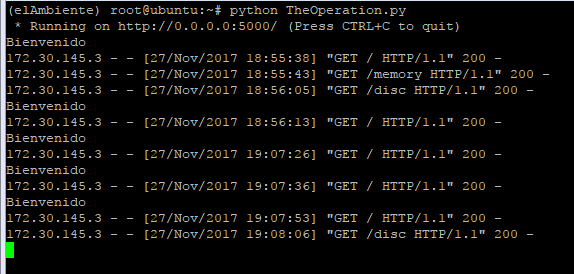 (elAmbiente) root@ubuntu:~# python TheOperation.py
 * Running on http://0.0.0.0:5000/ (Press CTRL+C to quit)
Bienvenido
172.30.145.3 - - [27/Nov/2017 18:55:38] "GET / HTTP/1.1" 200 -
172.30.145.3 - - [27/Nov/2017 18:55:43] "GET /memory HTTP/1.1" 200 -
172.30.145.3 - - [27/Nov/2017 18:56:05] "GET /disc HTTP/1.1" 200 -
Bienvenido
172.30.145.3 - - [27/Nov/2017 18:56:13] "GET / HTTP/1.1" 200 -
Bienvenido
172.30.145.3 - - [27/Nov/2017 19:07:26] "GET / HTTP/1.1" 200 -
Bienvenido
172.30.145.3 - - [27/Nov/2017 19:07:36] "GET / HTTP/1.1" 200 -
Bienvenido
172.30.145.3 - - [27/Nov/2017 19:07:53] "GET / HTTP/1.1" 200 -
172.30.145.3 - - [27/Nov/2017 19:08:06] "GET /disc HTTP/1.1" 200 -